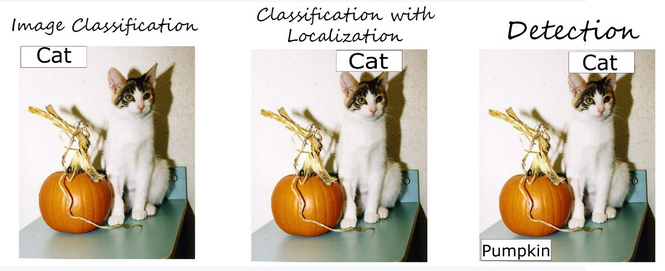 Image Classification
Cat
Classification with
Localization
Cat
Detection
Cat
Pumpkin